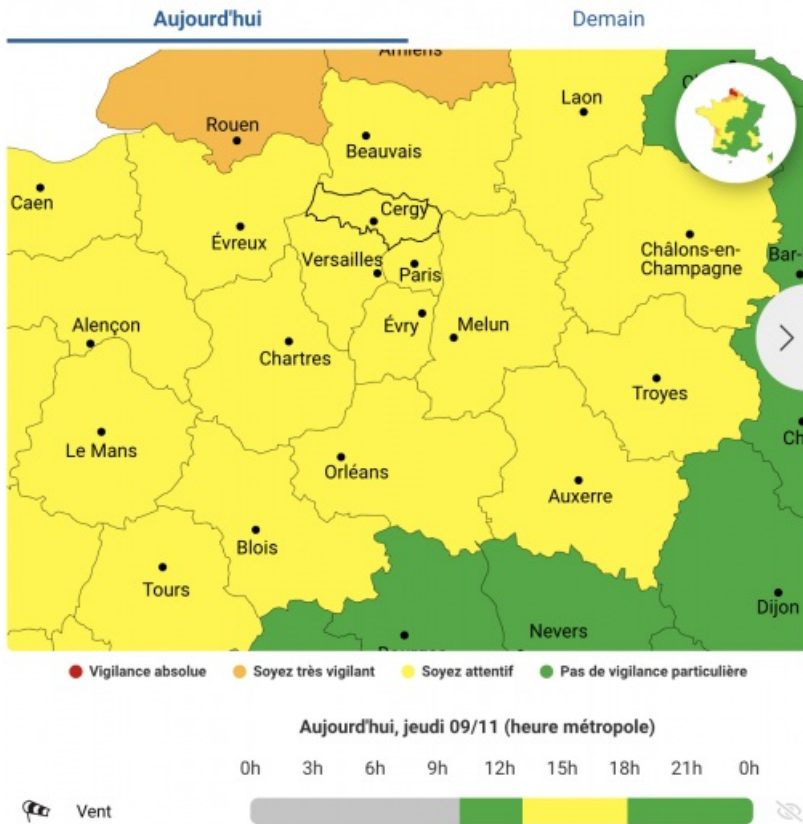 Aujourd'hui
Demain
Amiens
Laon
Rouen
Beauvais
Caen
Cergy
Évreux
Versailles
Paris
Châlons-en-
Champagne
Bar-
Alençon
Évry
Melun
Chartres
Troyes
Le Mans
Ch
Orléans
Auxerre
Blois
Tours
Dijon
Nevers
Bourges
Vigilance absolue
Soyez très vigilant
Soyez attentif
Pas de vigilance particulière
Aujourd'hui, jeudi 09/11 (heure métropole)
0h 3h 6h 9h 12h 15h 18h 21h 0h
Vent